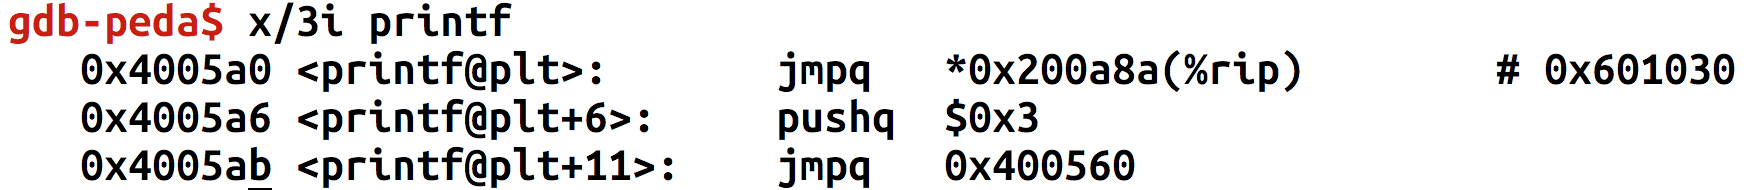 gdb-peda$ x/3i printf
0x4005a0 <printf@plt>: jmpq *0x200a8a(%rip) # 0x601030
0x4005a6 <printf@plt+6>: pushq $0x3
0x4005ab <printf@plt+11>: jmpq 0x400560